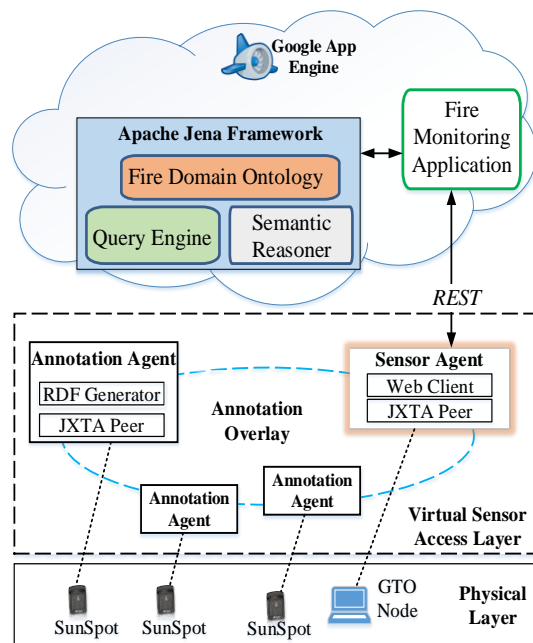 Google App
Engine
Apache Jena Framework
Fire Domain Ontology
Query Engine
Semantic
Reasoner
Fire
Monitoring
Application
REST
Annotation Agent
RDF Generator
JXTA Peer
Annotation
Overlay
Sensor Agent
Web Client
JXTA Peer
Annotation
Agent
Annotation
Agent
Virtual Sensor
Access Layer
SunSpot
SunSpot
SunSpot
GTO
Node
Physical
Layer